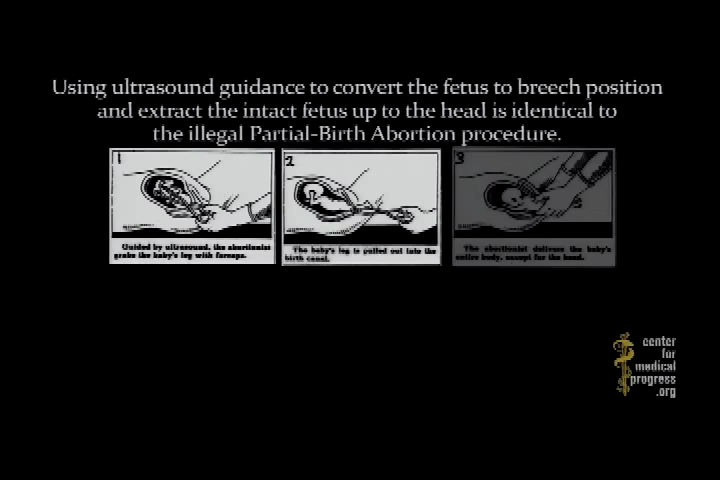 Using ultrasound guidance to convert the fetus to breech position
and extract the intact fetus up to the head is identical to
the illegal Partial-Birth Abortion procedure.
1
2
3
Guided by ultrasound, the abortionist
grabs the baby's leg with forceps.
The baby's leg is pulled out into the
birth canal.
The abortionist delivers the baby's
entire body, except for the head.
center
for
medical
progress
.org